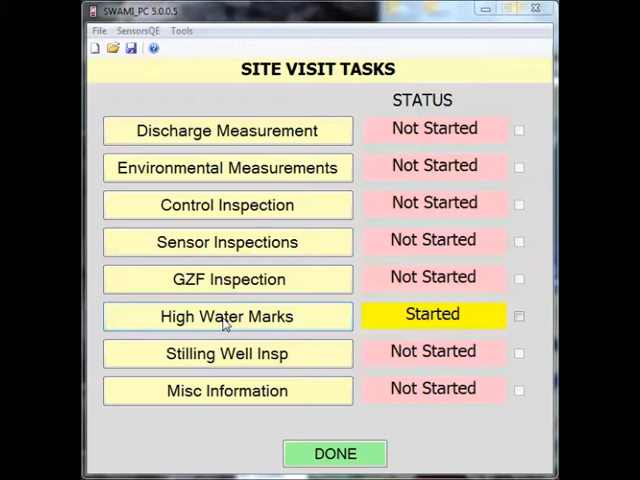 SWAMI_PC 5.0.0.5
File SensorsQE Tools
SITE VISIT TASKS
STATUS
Discharge Measurement Not Started
Environmental Measurements Not Started
Control Inspection Not Started
Sensor Inspections Not Started
GZF Inspection Not Started
High Water Marks Started
Stilling Well Insp Not Started
Misc Information Not Started
DONE